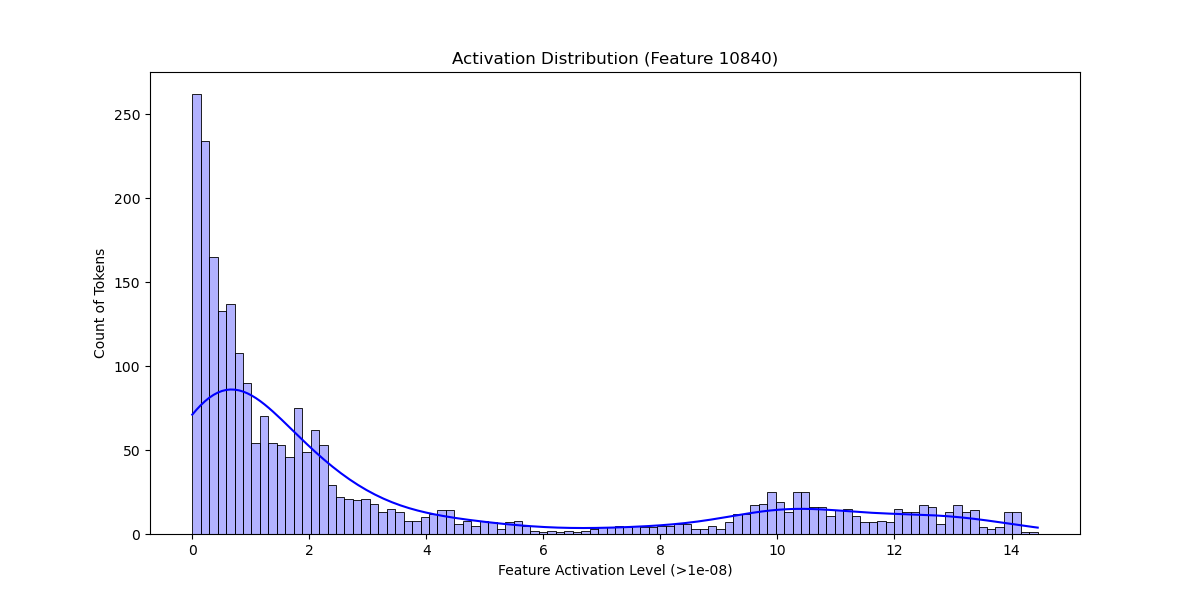 Activation Distribution (Feature 10840)
Count of Tokens
250
200
150
100
50
0
0 2 4 6 8 10 12 14
Feature Activation Level (>1e-08)